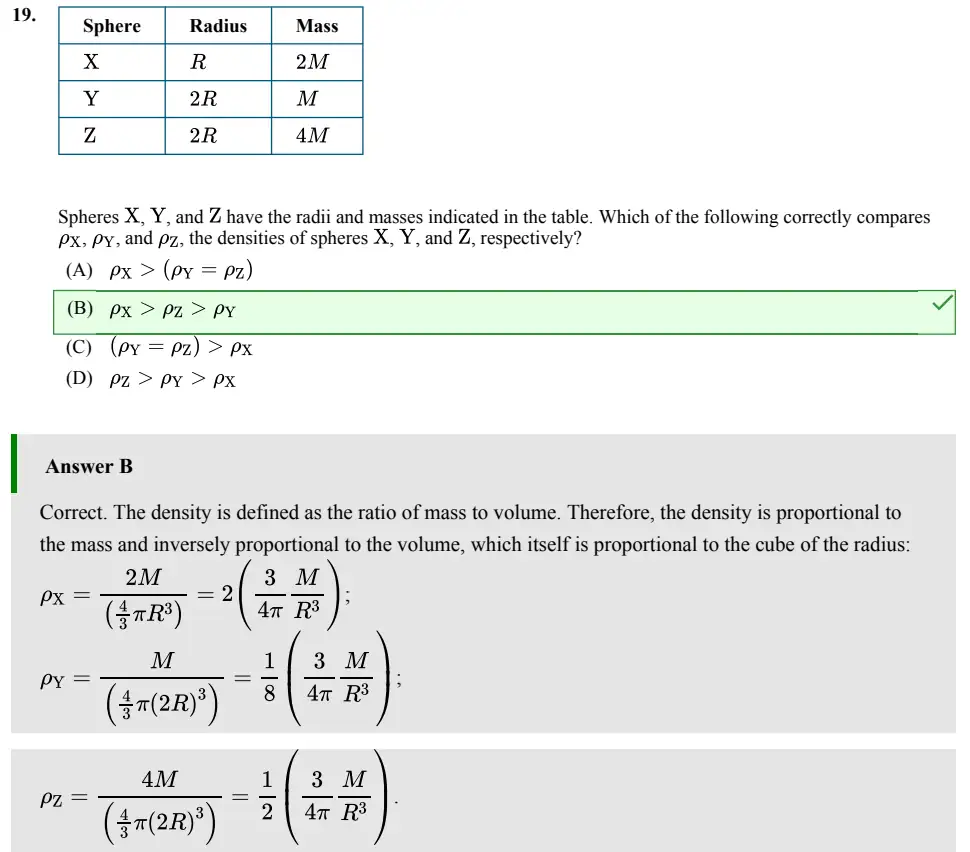 19.
Sphere Radius Mass
X R 2M
Y 2R M
Z 2R 4M
Spheres X, Y, and Z have the radii and masses indicated in the table. Which of the following correctly compares
ρX, ρY, and ρZ, the densities of spheres X, Y, and Z, respectively?
(A) ρX > (ρY = ρZ)
(B) ρX > ρZ > ρY
(C) (ρY = ρZ) > ρX
(D) ρZ > ρY > ρX
Answer B
Correct. The density is defined as the ratio of mass to volume. Therefore, the density is proportional to
the mass and inversely proportional to the volume, which itself is proportional to the cube of the radius:
ρX = 2M / (4/3 πR³) = 2 (3/4π M/R³);
ρY = M / (4/3 π(2R)³) = 1/8 (3/4π M/R³);
ρZ = 4M / (4/3 π(2R)³) = 1/2 (3/4π M/R³).